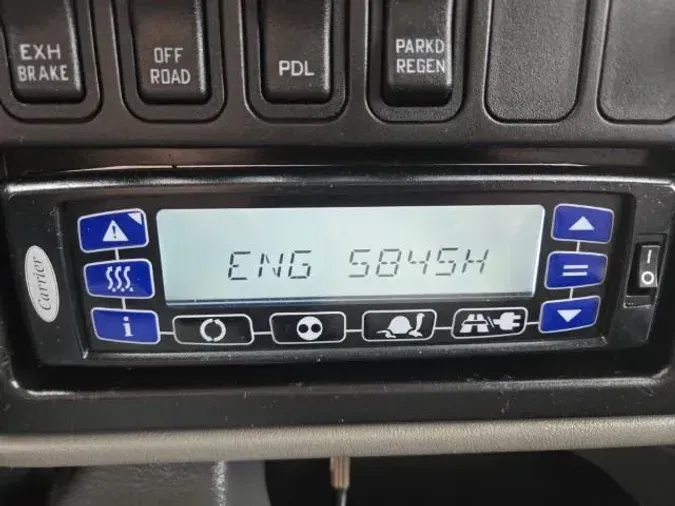 EXH
BRAKE
OFF
ROAD
PDL
PARKD
REGEN
ENG 5845H
Carrier
i
I
O